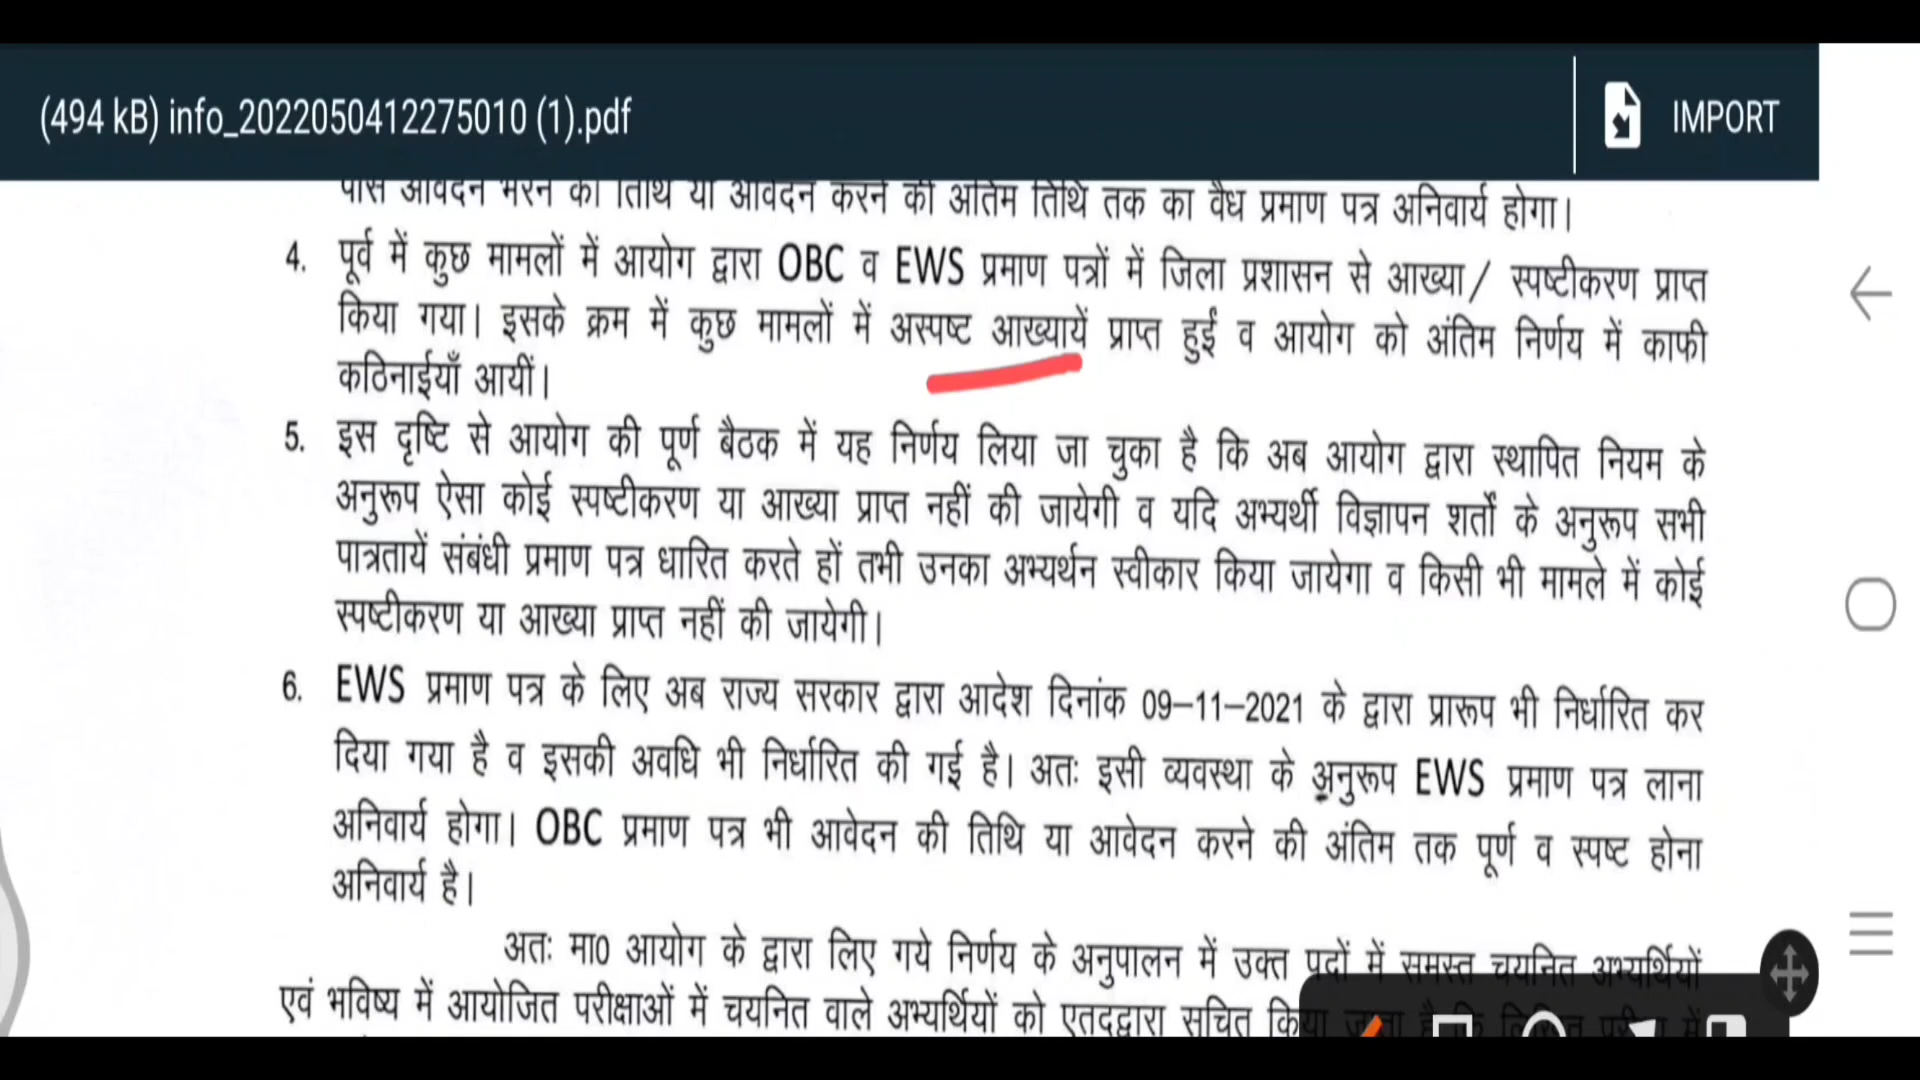 (494 kB) info_2022050412275010 (1).pdf
IMPORT
पास आवेदन भरने की तिथि या आवेदन करने की अंतिम तिथि तक का वैध प्रमाण पत्र अनिवार्य होगा।
4. पूर्व में कुछ मामलों में आयोग द्वारा OBC व EWS प्रमाण पत्रों में जिला प्रशासन से आख्या/ स्पष्टीकरण प्राप्त
किया गया। इसके क्रम में कुछ मामलों में अस्पष्ट आख्यायें प्राप्त हुईं व आयोग को अंतिम निर्णय में काफी
कठिनाईयाँ आयीं।
5. इस दृष्टि से आयोग की पूर्ण बैठक में यह निर्णय लिया जा चुका है कि अब आयोग द्वारा स्थापित नियम के
अनुरूप ऐसा कोई स्पष्टीकरण या आख्या प्राप्त नहीं की जायेगी व यदि अभ्यर्थी विज्ञापन शर्तों के अनुरूप सभी
पात्रतायें संबंधी प्रमाण पत्र धारित करते हों तभी उनका अभ्यर्थन स्वीकार किया जायेगा व किसी भी मामले में कोई
स्पष्टीकरण या आख्या प्राप्त नहीं की जायेगी।
6. EWS प्रमाण पत्र के लिए अब राज्य सरकार द्वारा आदेश दिनांक 09–11–2021 के द्वारा प्रारूप भी निर्धारित कर
दिया गया है व इसकी अवधि भी निर्धारित की गई है। अतः इसी व्यवस्था के अनुरूप EWS प्रमाण पत्र लाना
अनिवार्य होगा। OBC प्रमाण पत्र भी आवेदन की तिथि या आवेदन करने की अंतिम तक पूर्ण व स्पष्ट होना
अनिवार्य है।
अतः मा0 आयोग के द्वारा लिए गये निर्णय के अनुपालन में उक्त पदों में समस्त चयनित अभ्यर्थियों
एवं भविष्य में आयोजित परीक्षाओं में चयनित वाले अभ्यर्थियों को एतद्द्वारा सूचित किया जाता है कि